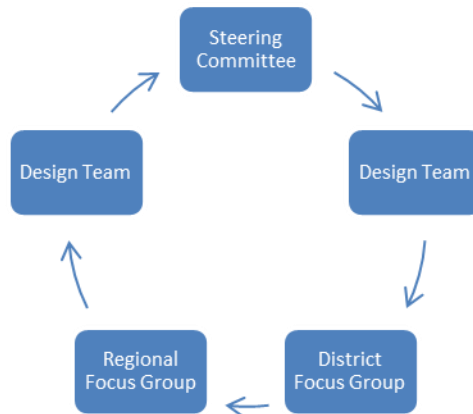 Steering
Committee
Design Team
Design Team
Regional
Focus Group
District
Focus Group